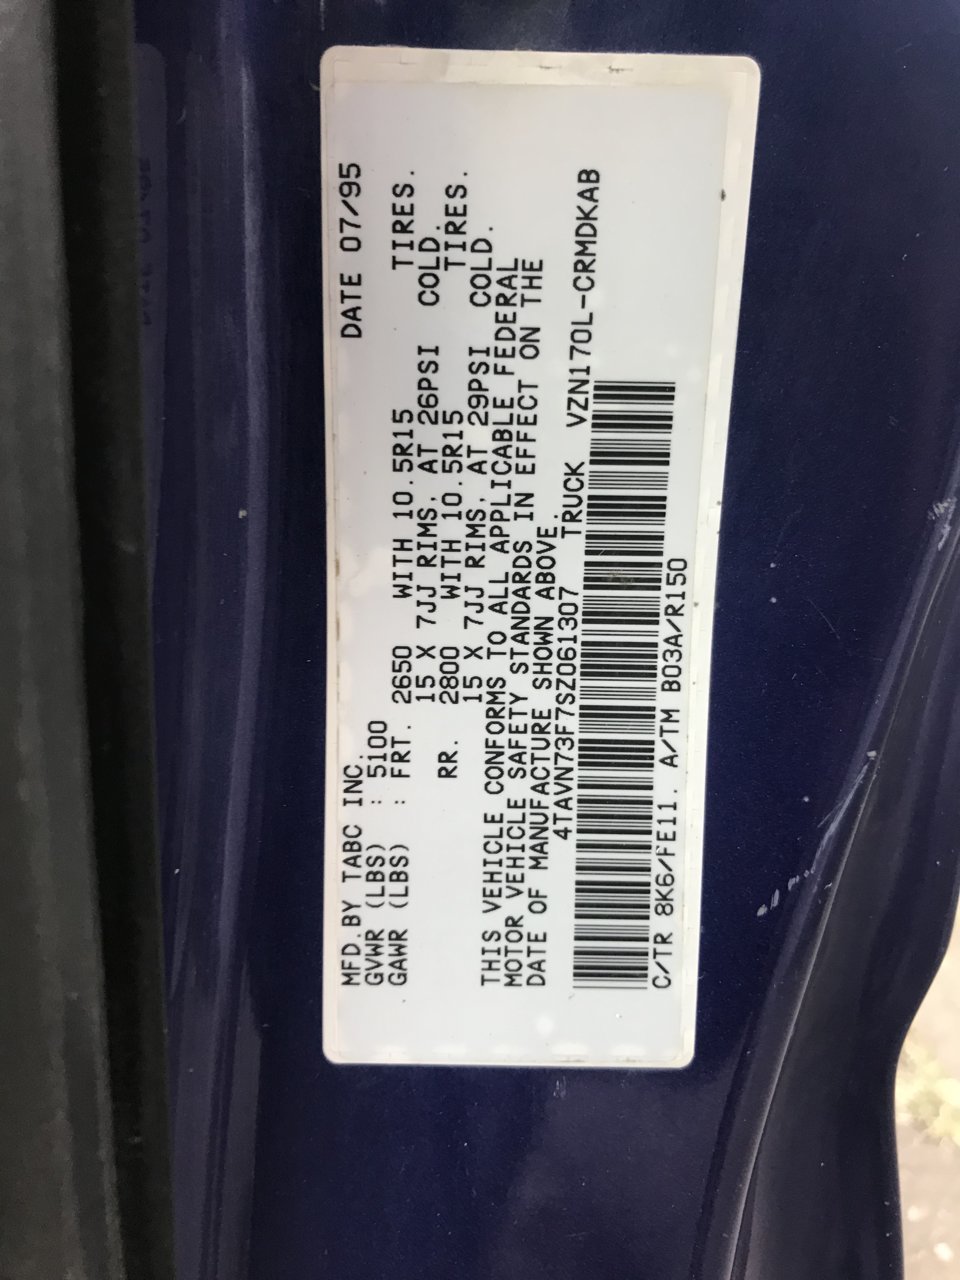 MFD.BY TABC INC. DATE 07/95
GVWR (LBS) : 5100
GAWR (LBS) : FRT. 2650 WITH 10.5R15 TIRES.
15 X 7JJ RIMS, AT 26PSI COLD.
RR. 2800 WITH 10.5R15 TIRES.
15 X 7JJ RIMS, AT 29PSI COLD.
THIS VEHICLE CONFORMS TO ALL APPLICABLE FEDERAL
MOTOR VEHICLE SAFETY STANDARDS IN EFFECT ON THE
DATE OF MANUFACTURE SHOWN ABOVE.
4TAVN73F7SZ061307 TRUCK VZN170L-CRMDKAB
C/TR 8K6/FE11. A/TM B03A/R150